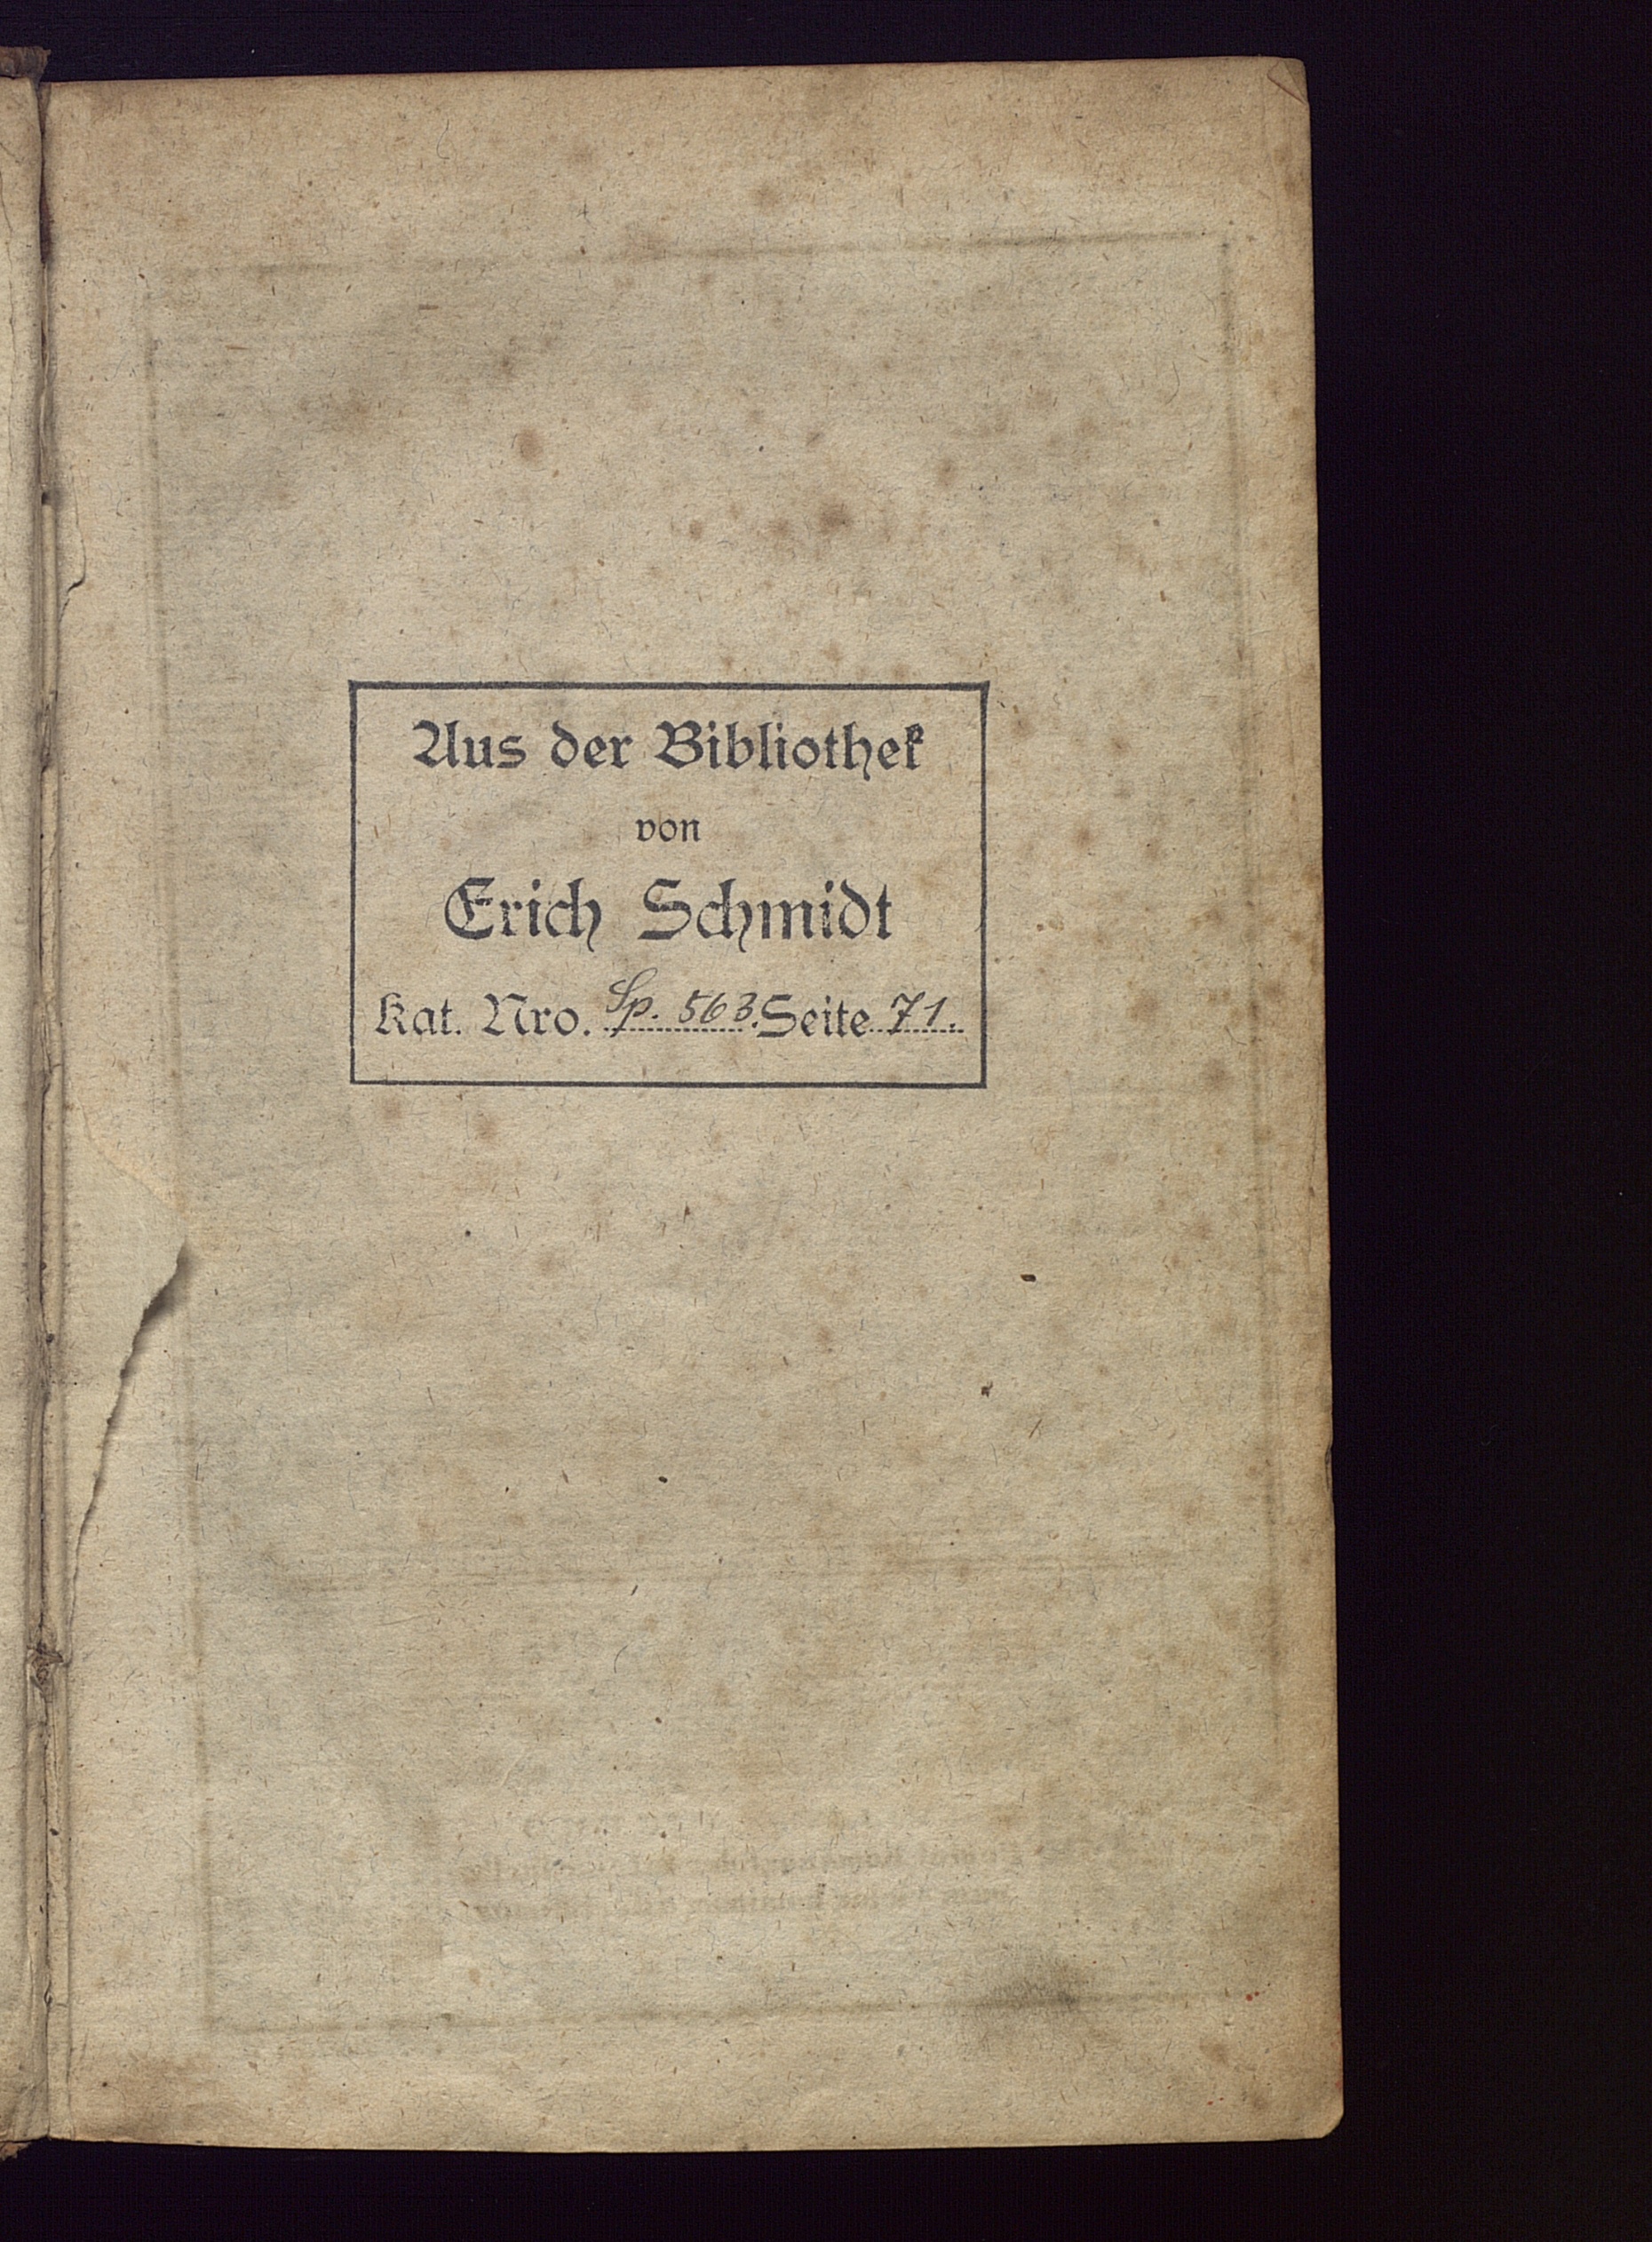 Aus der Bibliothek
von
Erich Schmidt
Kat. Nro. Sp. 563. Seite 71.